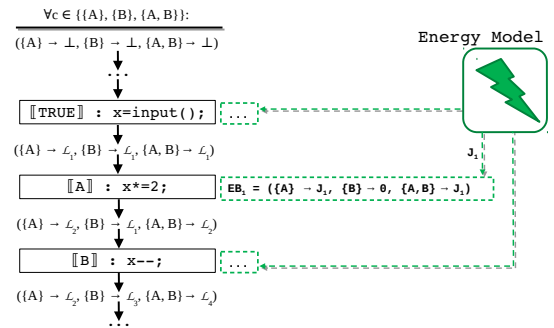 ∀c ∈ {{A}, {B}, {A, B}}:
({A} → ⊥, {B} → ⊥, {A, B} → ⊥)
...
Energy Model
⟦TRUE⟧ : x=input();
...
({A} → ℒ₁, {B} → ℒ₁, {A, B} → ℒ₁)
J₁
⟦A⟧ : x*=2;
EB₁ = ({A} → J₁, {B} → 0, {A,B} → J₁)
({A} → ℒ₂, {B} → ℒ₁, {A, B} → ℒ₂)
⟦B⟧ : x--;
...
({A} → ℒ₂, {B} → ℒ₃, {A, B} → ℒ₄)
...